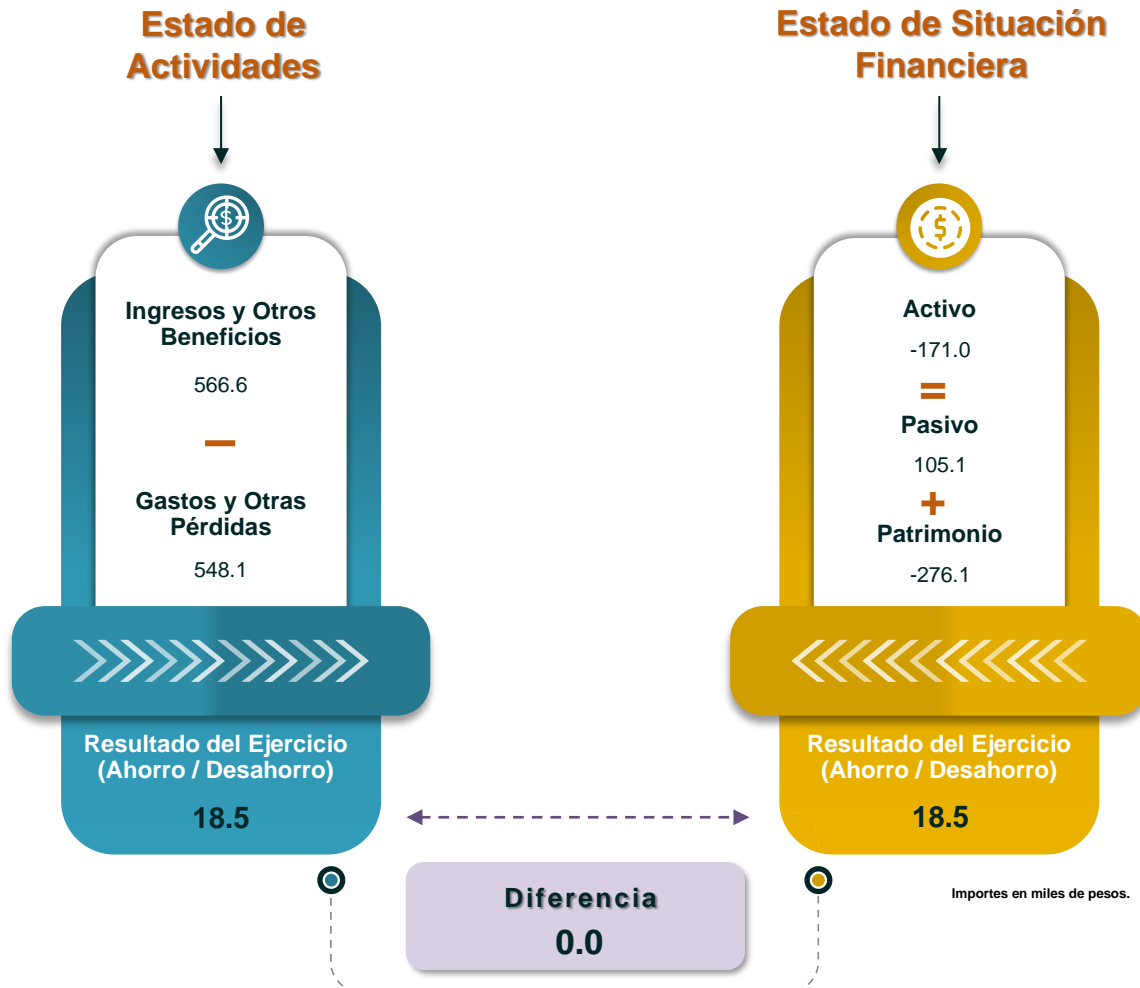 Estado de
Actividades
Ingresos y Otros
Beneficios
566.6
–
Gastos y Otras
Pérdidas
548.1
Resultado del Ejercicio
(Ahorro / Desahorro)
18.5
Estado de Situación
Financiera
$
Activo
-171.0
=
Pasivo
105.1
+
Patrimonio
-276.1
Resultado del Ejercicio
(Ahorro / Desahorro)
18.5
Diferencia
0.0
Importes en miles de pesos.